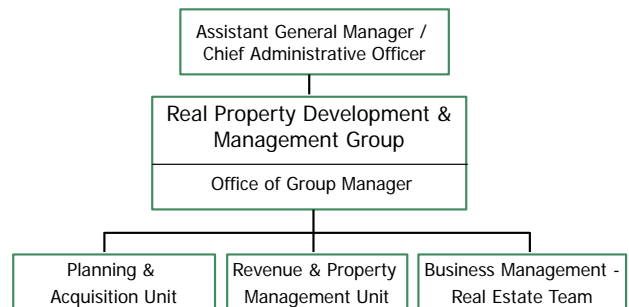 Assistant General Manager /
Chief Administrative Officer
Real Property Development &
Management Group
Office of Group Manager
Planning &
Acquisition Unit
Revenue & Property
Management Unit
Business Management -
Real Estate Team